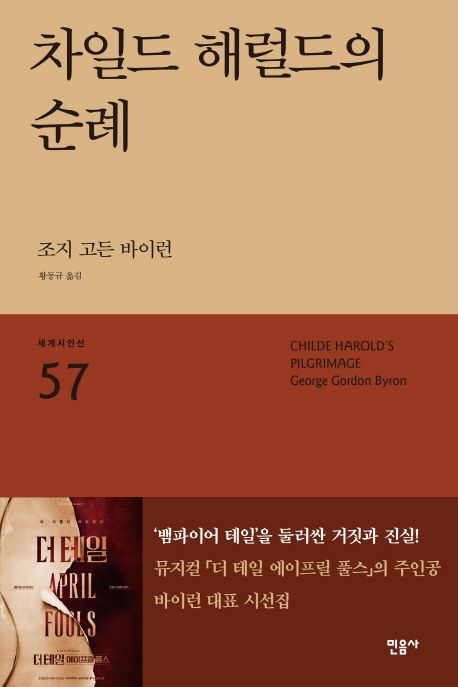 차일드 해럴드의
순례
조지 고든 바이런
황동규 옮김
세계시인선
57
CHILDE HAROLD'S
PILGRIMAGE
George Gordon Byron
더 테일
APRIL
FOOLS
더 테일 에이프릴 풀스
‘뱀파이어 테일’을 둘러싼 거짓과 진실!
뮤지컬 「더 테일 에이프릴 풀스」의 주인공
바이런 대표 시선집
민음사